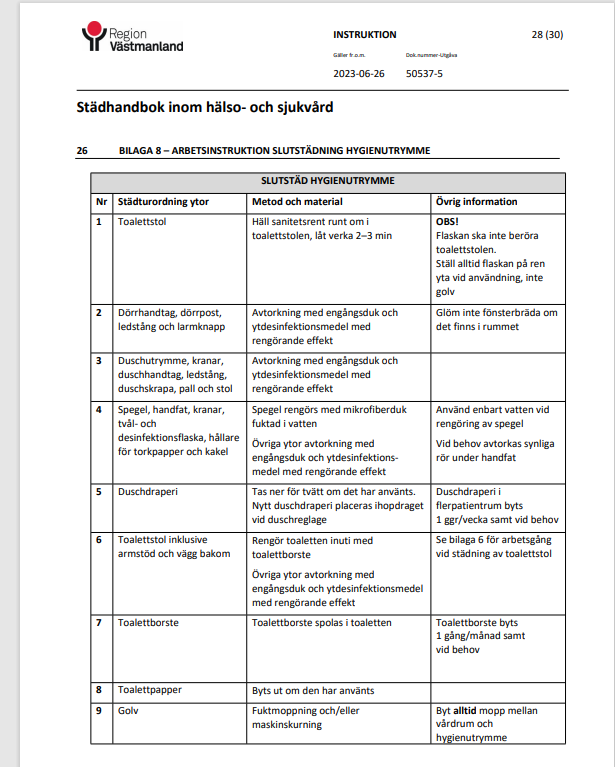 Region
Västmanland
INSTRUKTION
28 (30)
Gäller fr.o.m.
Dok.nummer-Utgåva
2023-06-26
50537-5
Städhandbok inom hälso- och sjukvård
26 BILAGA 8 – ARBETSINSTRUKTION SLUTSTÄDNING HYGIENUTRYMME
SLUTSTÄD HYGIENUTRYMME
Nr
Städturordning ytor
Metod och material
Övrig information
1
Toalettstol
Häll sanitetsrent runt om i
toalettstolen, låt verka 2–3 min
OBS!
Flaskan ska inte beröra
toalettstolen.
Ställ alltid flaskan på ren
yta vid användning, inte
golv
2
Dörrhandtag, dörrpost,
ledstång och larmknapp
Avtorkning med engångsduk och
ytdesinfektionsmedel med
rengörande effekt
Glöm inte fönsterbräda om
det finns i rummet
3
Duschutrymme, kranar,
duschhandtag, ledstång,
duschskrapa, pall och stol
Avtorkning med engångsduk och
ytdesinfektionsmedel med
rengörande effekt
4
Spegel, handfat, kranar,
tvål- och
desinfektionsflaska, hållare
för torkpapper och kakel
Spegel rengörs med mikrofiberduk
fuktad i vatten
Övriga ytor avtorkning med
engångsduk och ytdesinfektions-
medel med rengörande effekt
Använd enbart vatten vid
rengöring av spegel
Vid behov avtorkas synliga
rör under handfat
5
Duschdraperi
Tas ner för tvätt om det har använts.
Nytt duschdraperi placeras ihopdraget
vid duschreglage
Duschdraperi i
flerpatientrum byts
1 ggr/vecka samt vid behov
6
Toalettstol inklusive
armstöd och vägg bakom
Rengör toaletten inuti med
toalettborste
Övriga ytor avtorkning med
engångsduk och ytdesinfektionsmedel
med rengörande effekt
Se bilaga 6 för arbetsgång
vid städning av toalettstol
7
Toalettborste
Toalettborste spolas i toaletten
Toalettborste byts
1 gång/månad samt
vid behov
8
Toalettpapper
Byts ut om den har använts
9
Golv
Fuktmoppning och/eller
maskinskurning
Byt alltid mopp mellan
vårdrum och
hygienutrymme